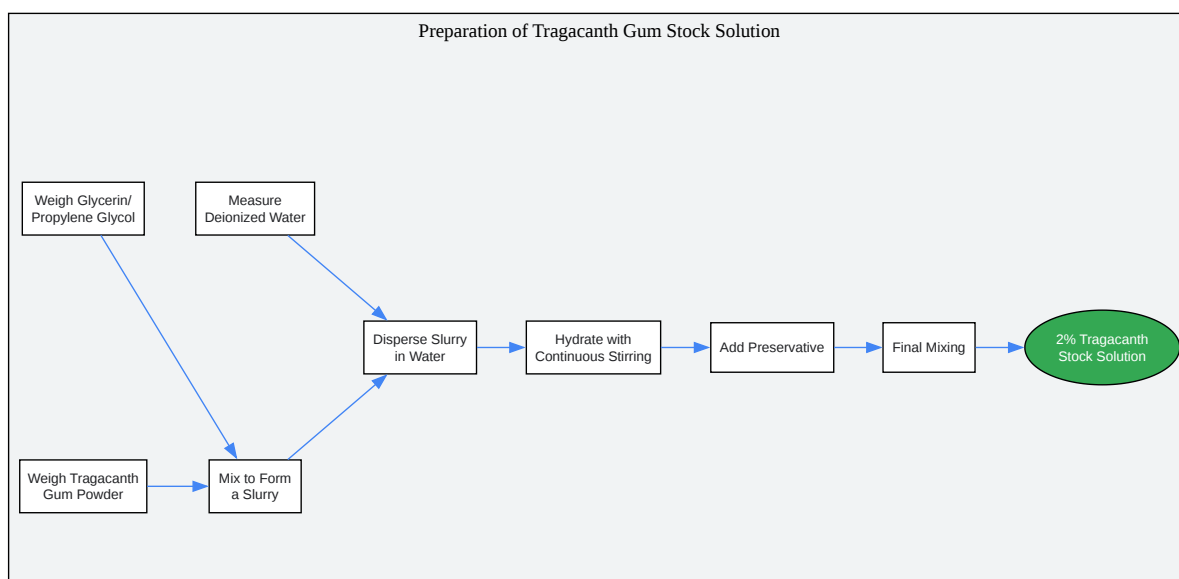 Preparation of Tragacanth Gum Stock Solution
Weigh Glycerin/
Propylene Glycol
Measure
Deionized Water
Disperse Slurry
in Water
Hydrate with
Continuous Stirring
Add Preservative
Final Mixing
2% Tragacanth
Stock Solution
Weigh Tragacanth
Gum Powder
Mix to Form
a Slurry